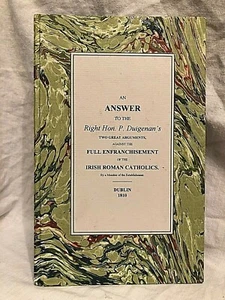 AN
ANSWER
TO THE
Right Hon. P. Duigenan's
TWO GREAT ARGUMENTS,
AGAINST THE
FULL ENFRANCHISEMENT
OF THE
IRISH ROMAN CATHOLICS.
By a Member of the Establishment
DUBLIN
1810